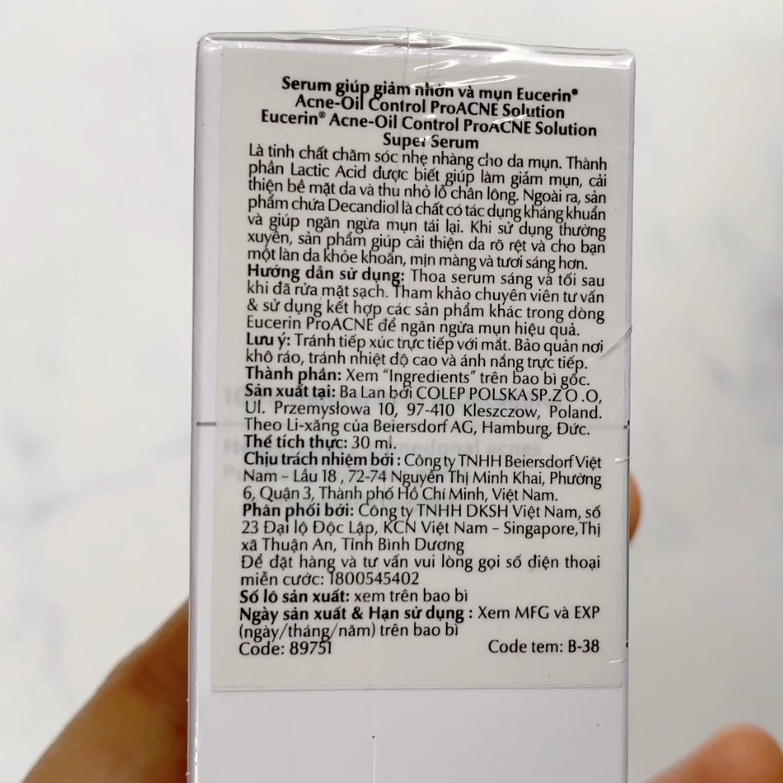 Serum giúp giảm nhờn và mụn Eucerin®
Acne-Oil Control ProACNE Solution
Eucerin® Acne-Oil Control ProACNE Solution
Super Serum
Là tinh chất chăm sóc nhẹ nhàng cho da mụn. Thành
phần Lactic Acid được biết giúp làm giảm mụn, cải
thiện bề mặt da và thu nhỏ lỗ chân lông. Ngoài ra, sản
phẩm chứa Decandiol là chất có tác dụng kháng khuẩn
và giúp ngăn ngừa mụn tái lại. Khi sử dụng thường
xuyên, sản phẩm giúp cải thiện da rõ rệt và cho bạn
một làn da khỏe khoắn, mịn màng và tươi sáng hơn.
Hướng dẫn sử dụng: Thoa serum sáng và tối sau
khi đã rửa mặt sạch. Tham khảo chuyên viên tư vấn
& sử dụng kết hợp các sản phẩm khác trong dòng
Eucerin ProACNE để ngăn ngừa mụn hiệu quả.
Lưu ý: Tránh tiếp xúc trực tiếp với mắt. Bảo quản nơi
khô ráo, tránh nhiệt độ cao và ánh nắng trực tiếp.
Thành phần: Xem "Ingredients" trên bao bì gốc.
Sản xuất tại: Ba Lan bởi COLEP POLSKA SP.Z O .O,
Ul. Przemysłowa 10, 97-410 Kleszczow, Poland.
Theo Li-xăng của Beiersdorf AG, Hamburg, Đức.
Thể tích thực: 30 ml.
Chịu trách nhiệm bởi : Công ty TNHH Beiersdorf Việt
Nam – Lầu 18 , 72-74 Nguyễn Thị Minh Khai, Phường
6, Quận 3, Thành phố Hồ Chí Minh, Việt Nam.
Phân phối bởi: Công ty TNHH DKSH Việt Nam, số
23 Đại lộ Độc Lập, KCN Việt Nam – Singapore,Thị
xã Thuận An, Tỉnh Bình Dương
Để đặt hàng và tư vấn vui lòng gọi số điện thoại
miễn cước: 1800545402
Số lô sản xuất: xem trên bao bì
Ngày sản xuất & Hạn sử dụng : Xem MFG và EXP
(ngày/tháng/năm) trên bao bì
Code: 89751 Code tem: B-38